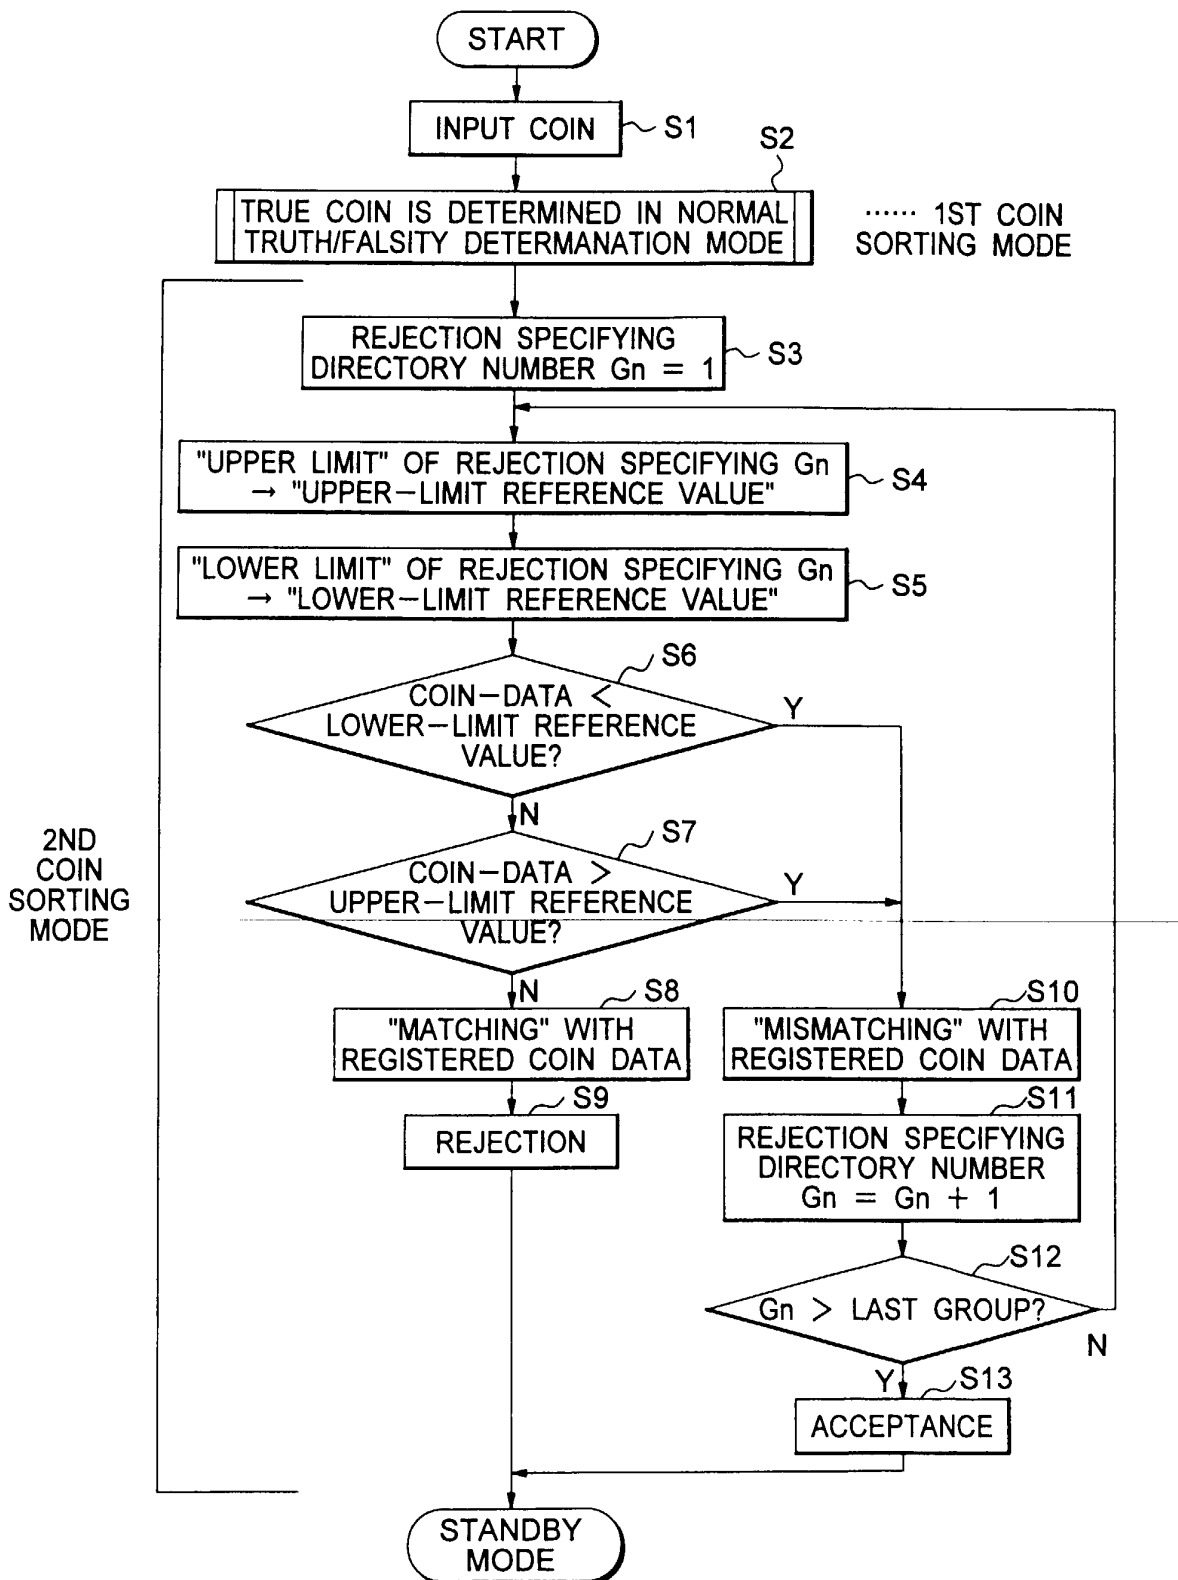 START
INPUT COIN
S1
S2
TRUE COIN IS DETERMINED IN NORMAL
TRUTH/FALSITY DETERMANATION MODE
...... 1ST COIN
SORTING MODE
REJECTION SPECIFYING
DIRECTORY NUMBER Gn = 1
S3
"UPPER LIMIT" OF REJECTION SPECIFYING Gn
→ "UPPER-LIMIT REFERENCE VALUE"
S4
"LOWER LIMIT" OF REJECTION SPECIFYING Gn
→ "LOWER-LIMIT REFERENCE VALUE"
S5
S6
COIN-DATA <
LOWER-LIMIT REFERENCE
VALUE?
Y
N
S7
COIN-DATA >
UPPER-LIMIT REFERENCE
VALUE?
Y
N
2ND
COIN
SORTING
MODE
S8
"MATCHING" WITH
REGISTERED COIN DATA
S10
"MISMATCHING" WITH
REGISTERED COIN DATA
S9
REJECTION
S11
REJECTION SPECIFYING
DIRECTORY NUMBER
Gn = Gn + 1
S12
Gn > LAST GROUP?
N
Y
S13
ACCEPTANCE
STANDBY
MODE